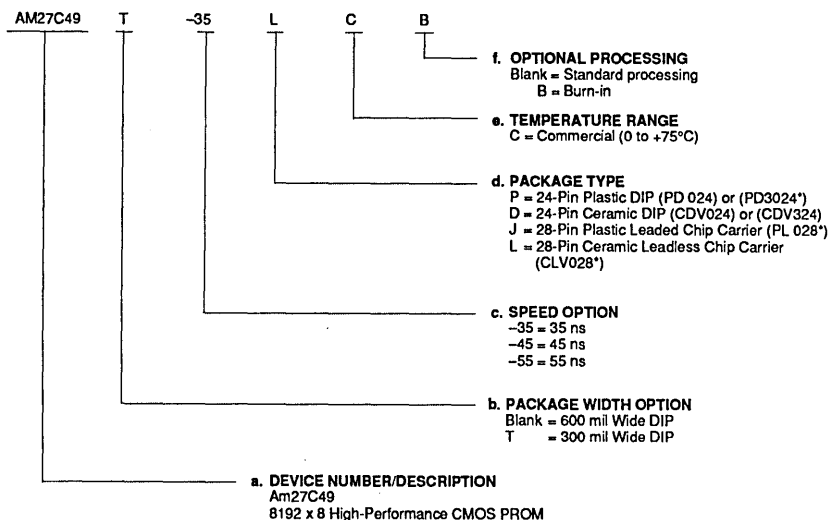 AM27C49 T -35 L C B
f. OPTIONAL PROCESSING
Blank = Standard processing
B = Burn-in
e. TEMPERATURE RANGE
C = Commercial (0 to +75°C)
d. PACKAGE TYPE
P = 24-Pin Plastic DIP (PD 024) or (PD3024*)
D = 24-Pin Ceramic DIP (CDV024) or (CDV324)
J = 28-Pin Plastic Leaded Chip Carrier (PL 028*)
L = 28-Pin Ceramic Leadless Chip Carrier
(CLV028*)
c. SPEED OPTION
–35 = 35 ns
–45 = 45 ns
–55 = 55 ns
b. PACKAGE WIDTH OPTION
Blank = 600 mil Wide DIP
T = 300 mil Wide DIP
a. DEVICE NUMBER/DESCRIPTION
Am27C49
8192 x 8 High-Performance CMOS PROM